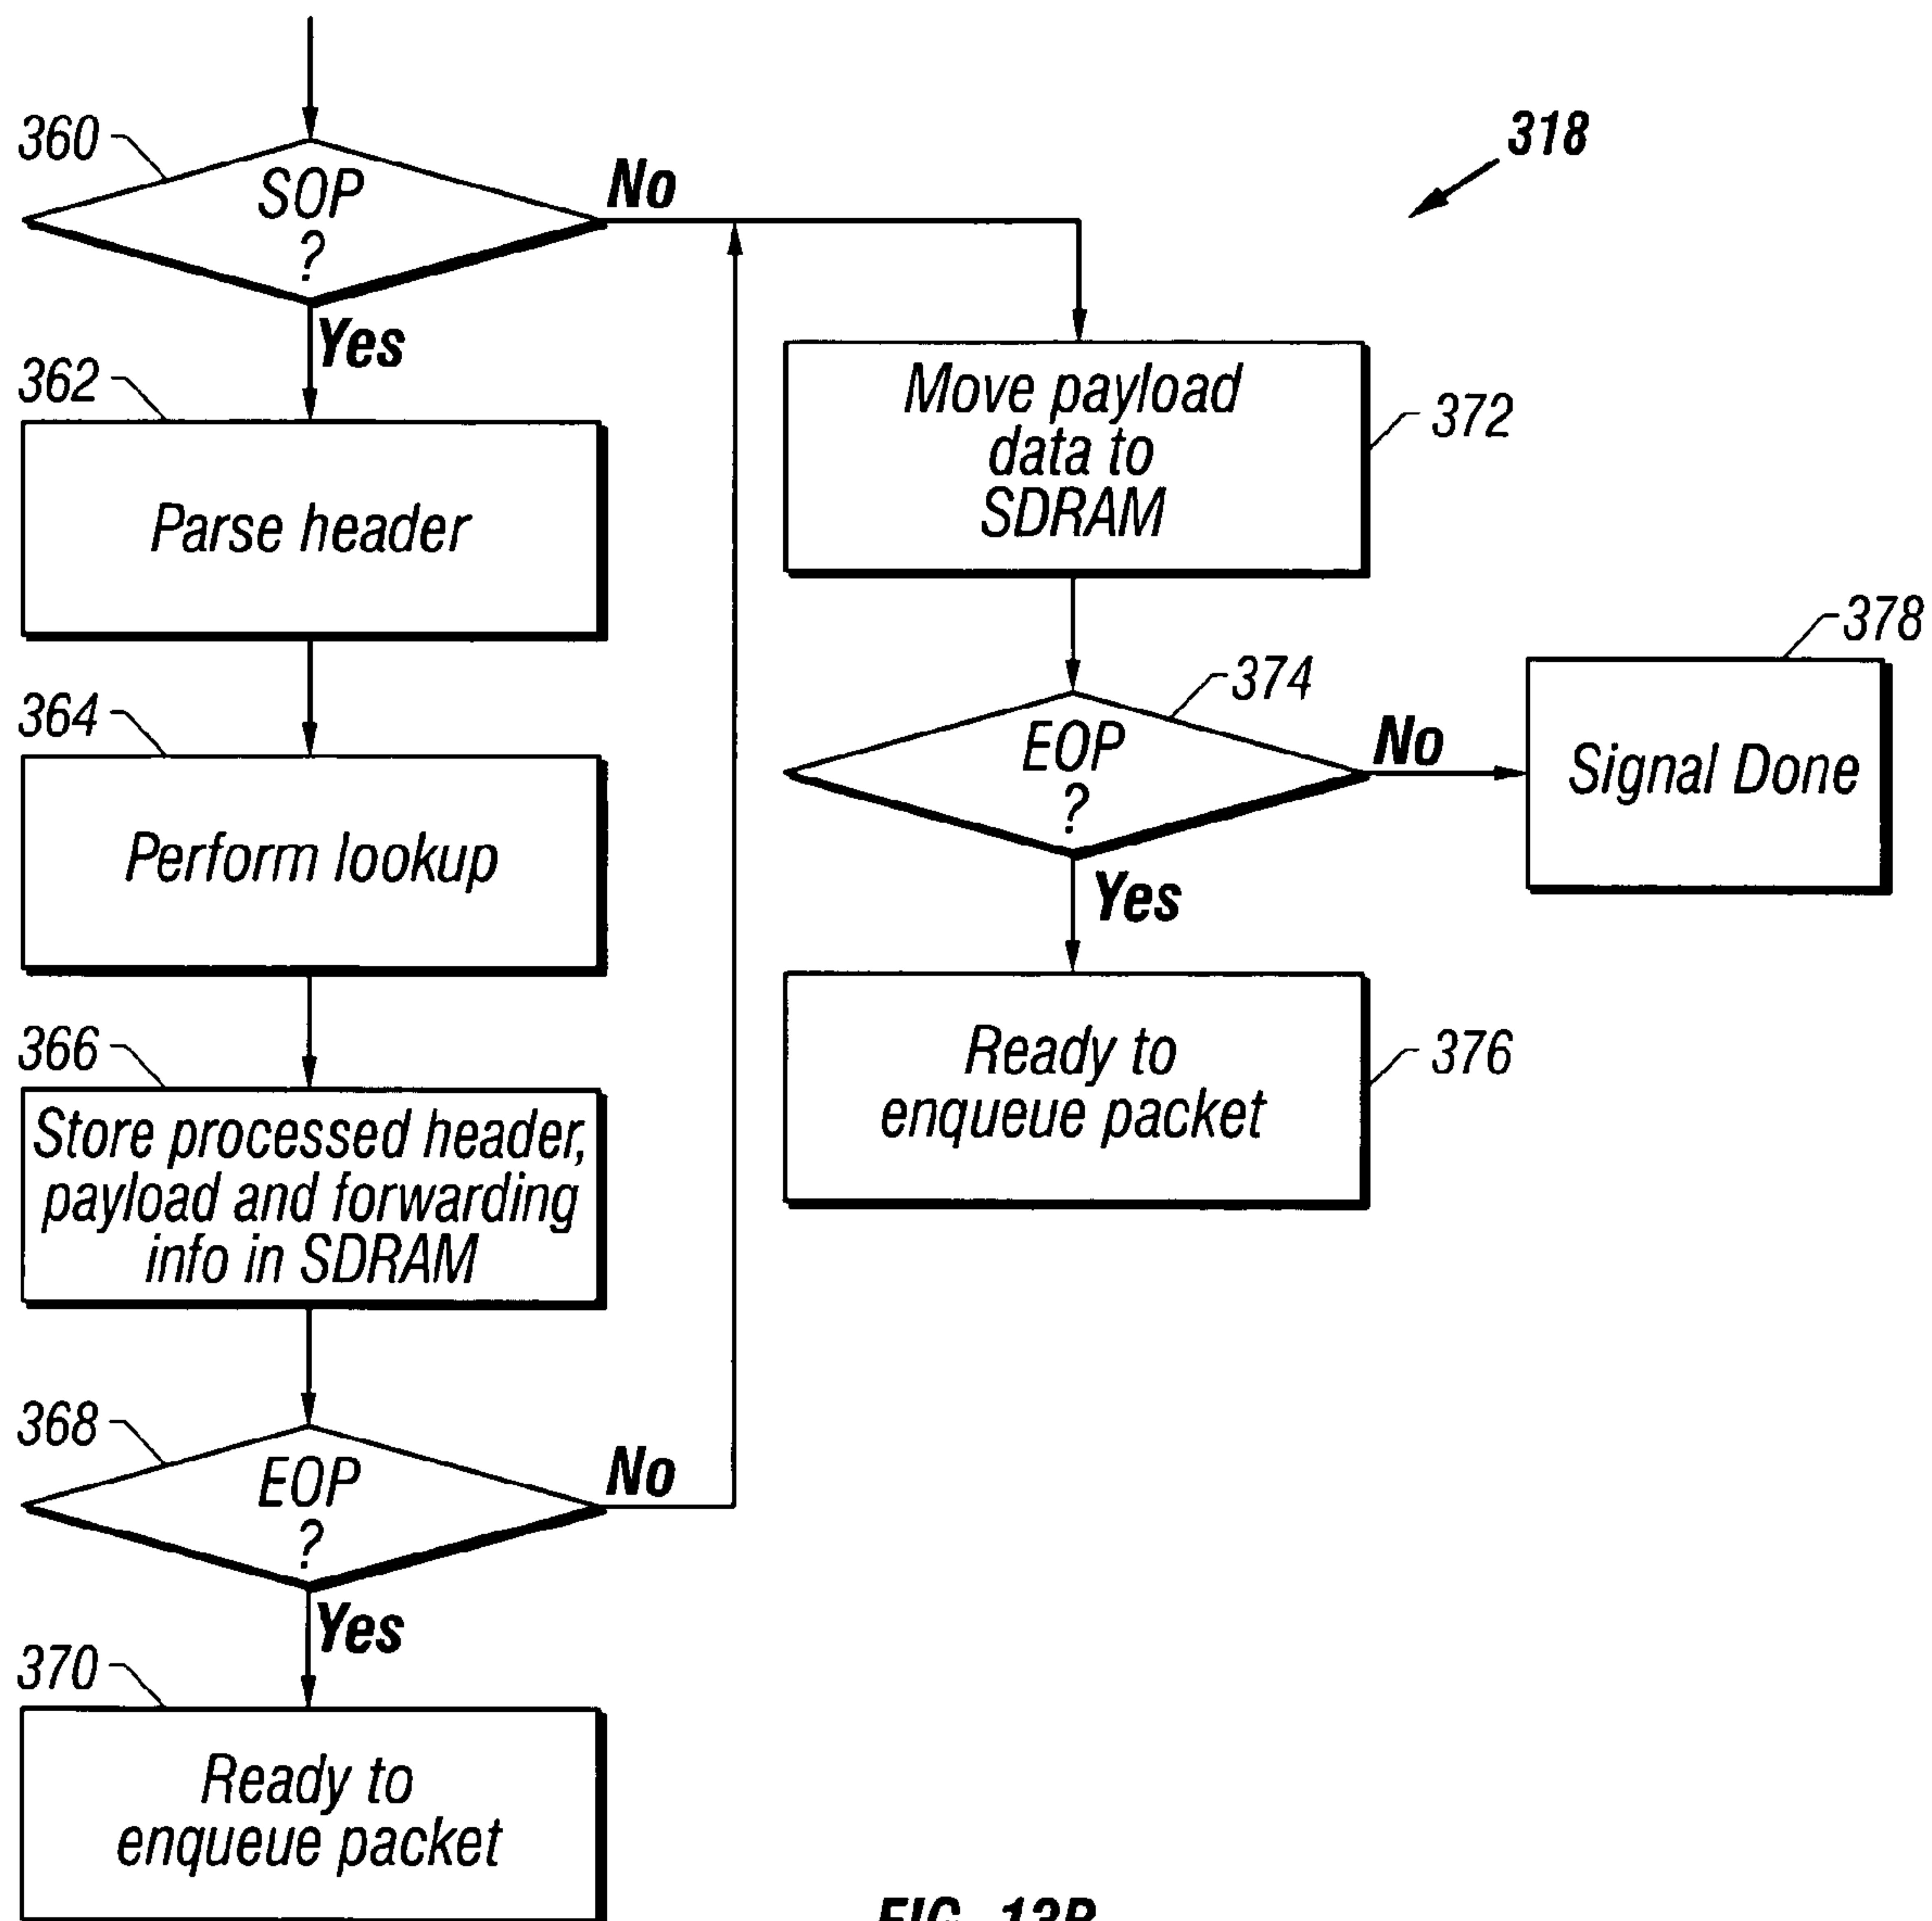 318
360
SOP
?
No
Yes
362
Parse header
364
Perform lookup
366
Store processed header,
payload and forwarding
info in SDRAM
368
EOP
?
No
Yes
370
Ready to
enqueue packet
Move payload
data to
SDRAM
372
374
EOP
?
No
Yes
378
Signal Done
Ready to
enqueue packet
376